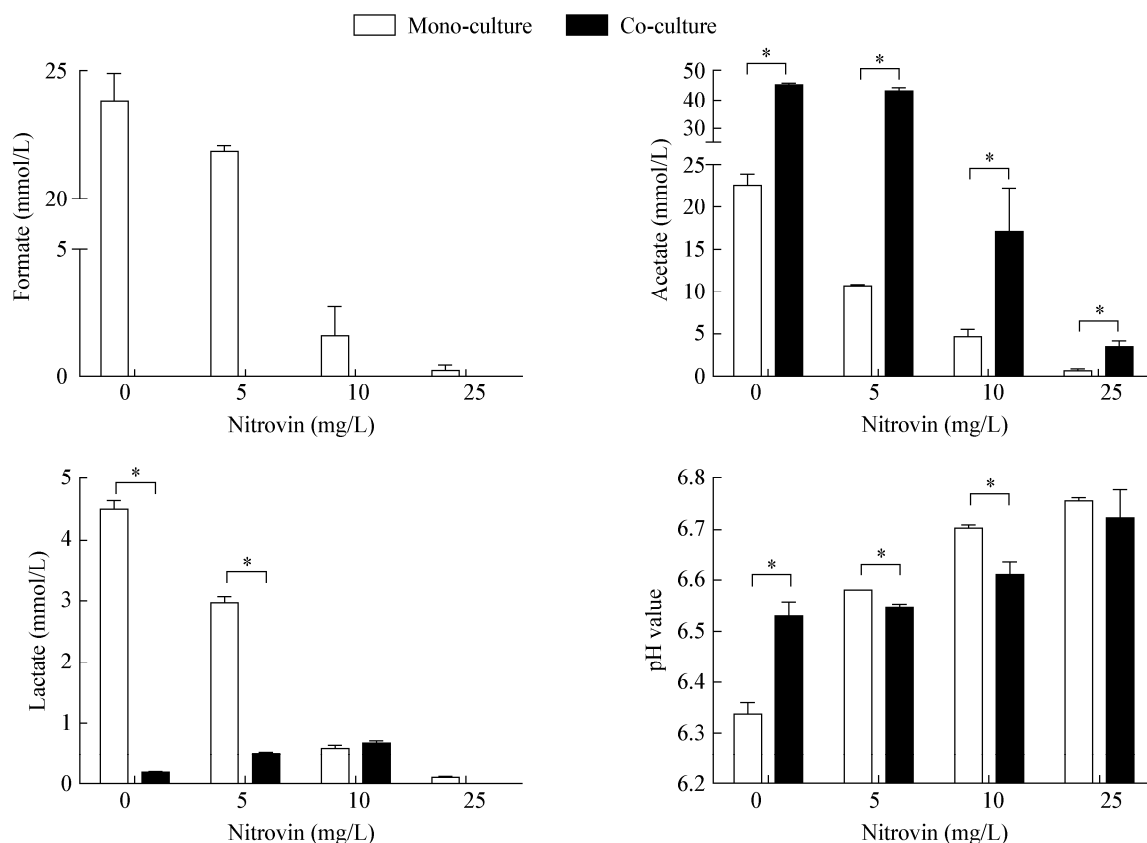 Mono-culture Co-culture
Formate (mmol/L)
25
20
5
0
0 5 10 25
Nitrovin (mg/L)
Acetate (mmol/L)
* * * *
50
40
30
25
20
15
10
5
0
0 5 10 25
Nitrovin (mg/L)
Lactate (mmol/L)
* *
5
4
3
2
1
0
0 5 10 25
Nitrovin (mg/L)
pH value
* * *
6.8
6.7
6.6
6.5
6.4
6.3
6.2
0 5 10 25
Nitrovin (mg/L)